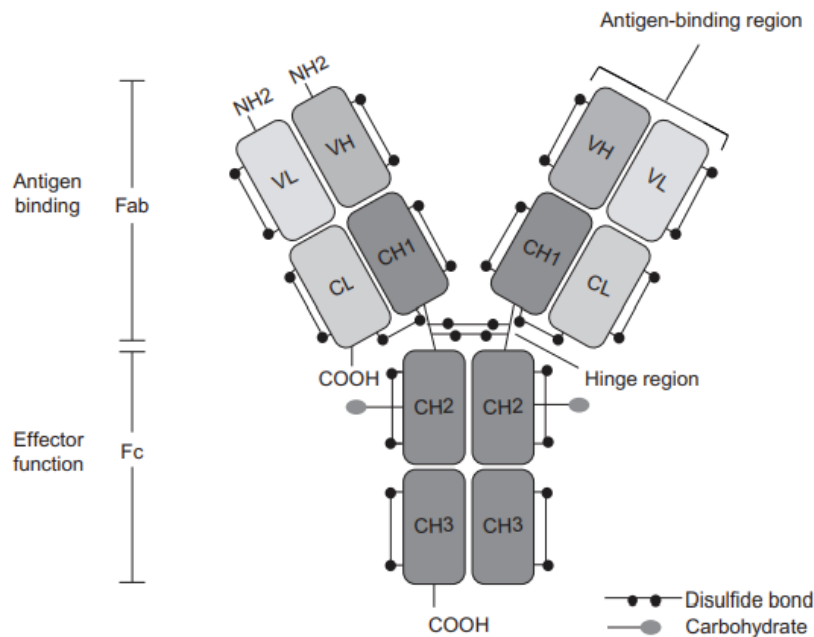 Antigen-binding region
NH2
NH2
VH
VL
VH
VL
Antigen
binding
Fab
CH1
CL
CH1
CL
COOH
Hinge region
CH2
CH2
Effector
function
Fc
CH3
CH3
COOH
Disulfide bond
Carbohydrate